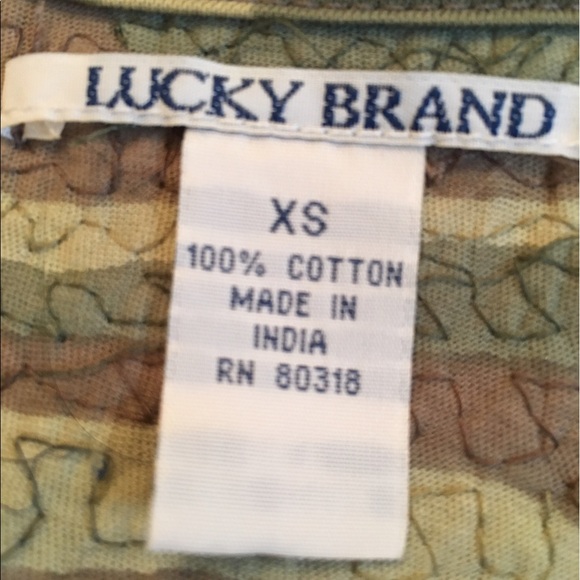 LUCKY BRAND
XS
100% COTTON
MADE IN
INDIA
RN 80318